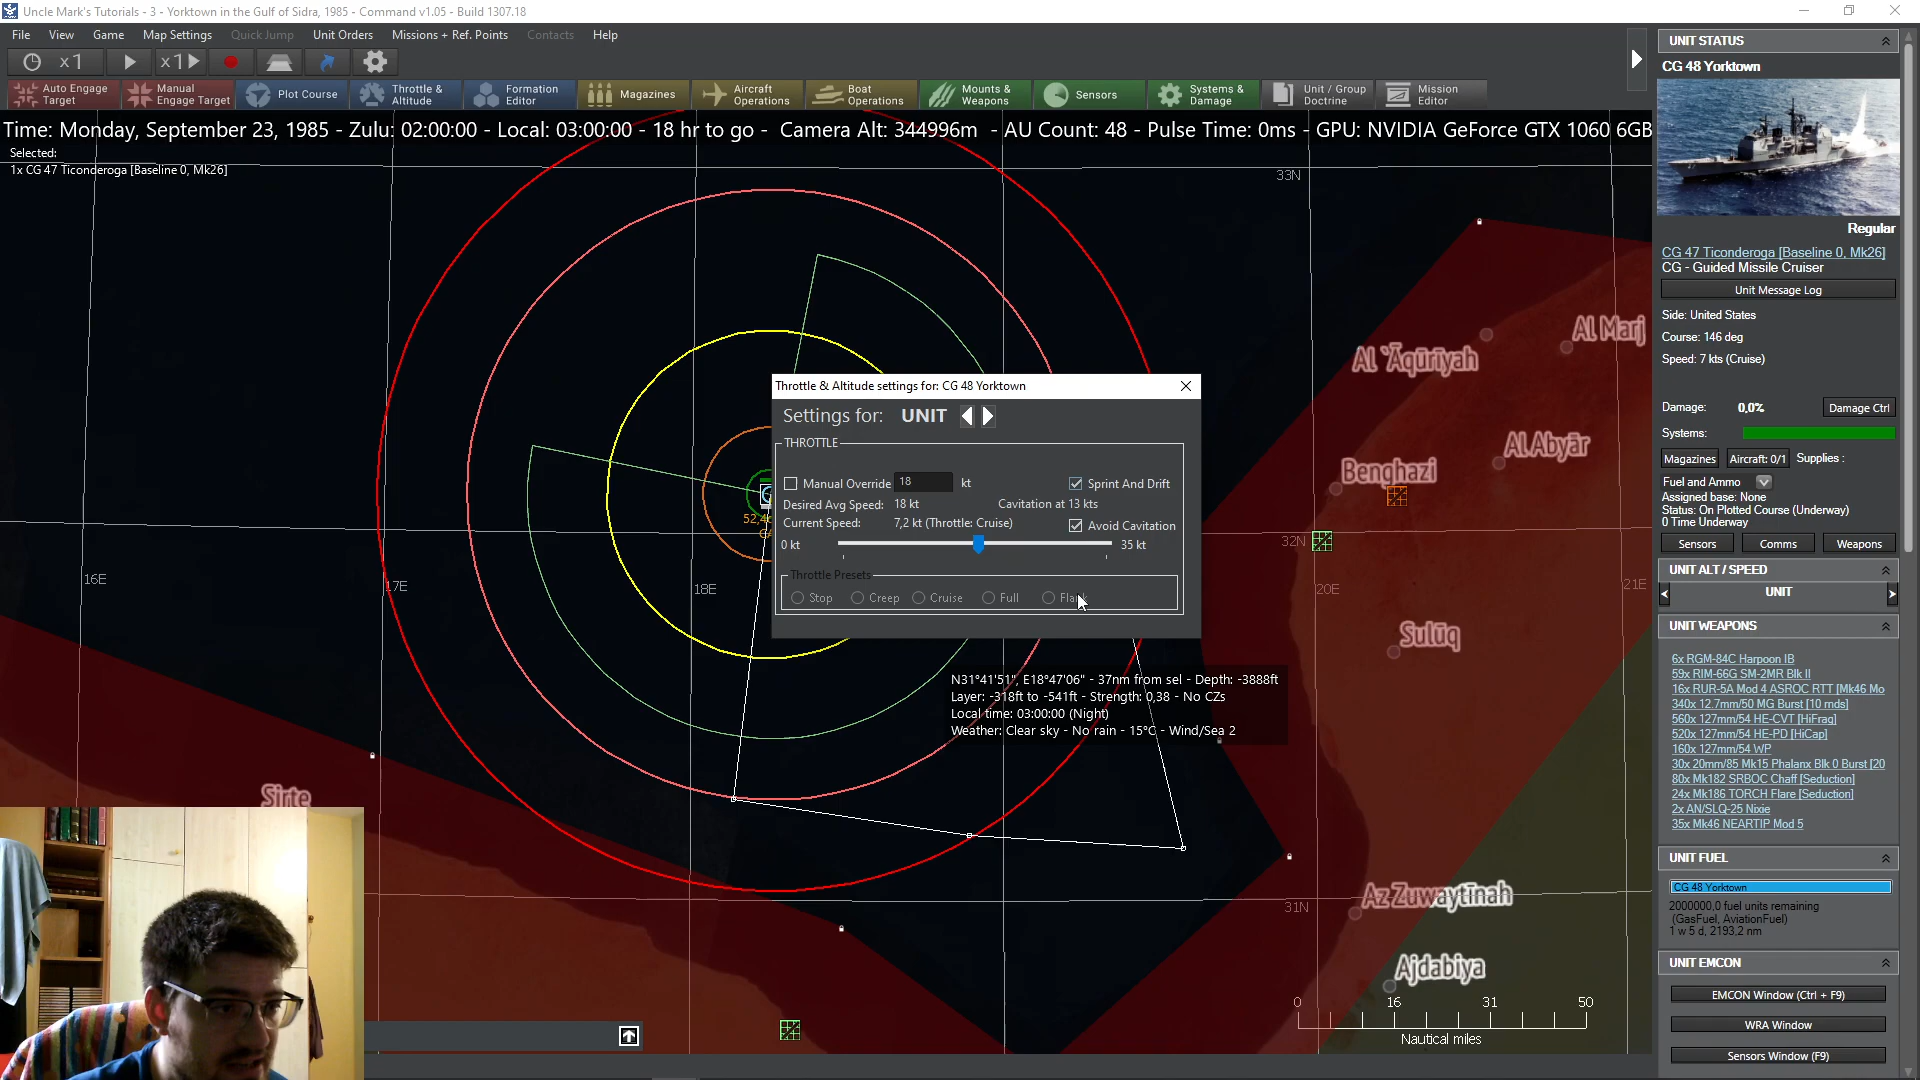 Uncle Mark's Tutorials - 3 - Yorktown in the Gulf of Sidra, 1985 - Command v1.05 - Build 1307.18
File View Game Map Settings Quick Jump Unit Orders Missions + Ref. Points Contacts Help
x 1 x1
Auto Engage Target Manual Engage Target Plot Course Throttle & Altitude Formation Editor Magazines Aircraft Operations Boat Operations Mounts & Weapons Sensors Systems & Damage Unit / Group Doctrine Mission Editor
Time: Monday, September 23, 1985 - Zulu: 02:00:00 - Local: 03:00:00 - 18 hr to go - Camera Alt: 344996m - AU Count: 48 - Pulse Time: 0ms - GPU: NVIDIA GeForce GTX 1060 6GB
Selected:
1x CG 47 Ticonderoga [Baseline 0, Mk26]
33N
Al Marj
Al 'Āqūrīyah
Al Abyār
Benghazi
32N
16E
17E
18E
20E
21E
Sulūq
Sirte
31N
Az Zuwaytīnah
Ajdabiya
0 16 31 50
Nautical miles
Throttle & Altitude settings for: CG 48 Yorktown
Settings for: UNIT
THROTTLE
Manual Override 18 kt Sprint And Drift
Desired Avg Speed: 18 kt Cavitation at 13 kts
Current Speed: 7,2 kt (Throttle: Cruise) Avoid Cavitation
0 kt 35 kt
Throttle Presets
Stop Creep Cruise Full
N31°41'51", E18°47'06" - 37nm from sel - Depth: -3888ft
Layer: -318ft to -541ft - Strength: 0,38 - No CZs
Local time: 03:00:00 (Night)
Weather: Clear sky - No rain - 15°C - Wind/Sea 2
UNIT STATUS
CG 48 Yorktown
Regular
CG 47 Ticonderoga [Baseline 0, Mk26]
CG - Guided Missile Cruiser
Unit Message Log
Side: United States
Course: 146 deg
Speed: 7 kts (Cruise)
Damage: 0,0% Damage Ctrl
Systems:
Magazines Aircraft: 0/1 Supplies :
Fuel and Ammo
Assigned base: None
Status: On Plotted Course (Underway)
0 Time Underway
Sensors Comms Weapons
UNIT ALT / SPEED
UNIT
UNIT WEAPONS
6x RGM-84C Harpoon IB
59x RIM-66G SM-2MR Blk II
16x RUR-5A Mod 4 ASROC RTT [Mk46 Mo
340x 12.7mm/50 MG Burst [10 rnds]
560x 127mm/54 HE-CVT [HiFrag]
520x 127mm/54 HE-PD [HiCap]
160x 127mm/54 WP
30x 20mm/85 Mk15 Phalanx Blk 0 Burst [20
80x Mk182 SRBOC Chaff [Seduction]
24x Mk186 TORCH Flare [Seduction]
2x AN/SLQ-25 Nixie
35x Mk46 NEARTIP Mod 5
UNIT FUEL
CG 48 Yorktown
2000000,0 fuel units remaining
(GasFuel, AviationFuel)
1 w 5 d, 2193,2 nm
UNIT EMCON
EMCON Window (Ctrl + F9)
WRA Window
Sensors Window (F9)